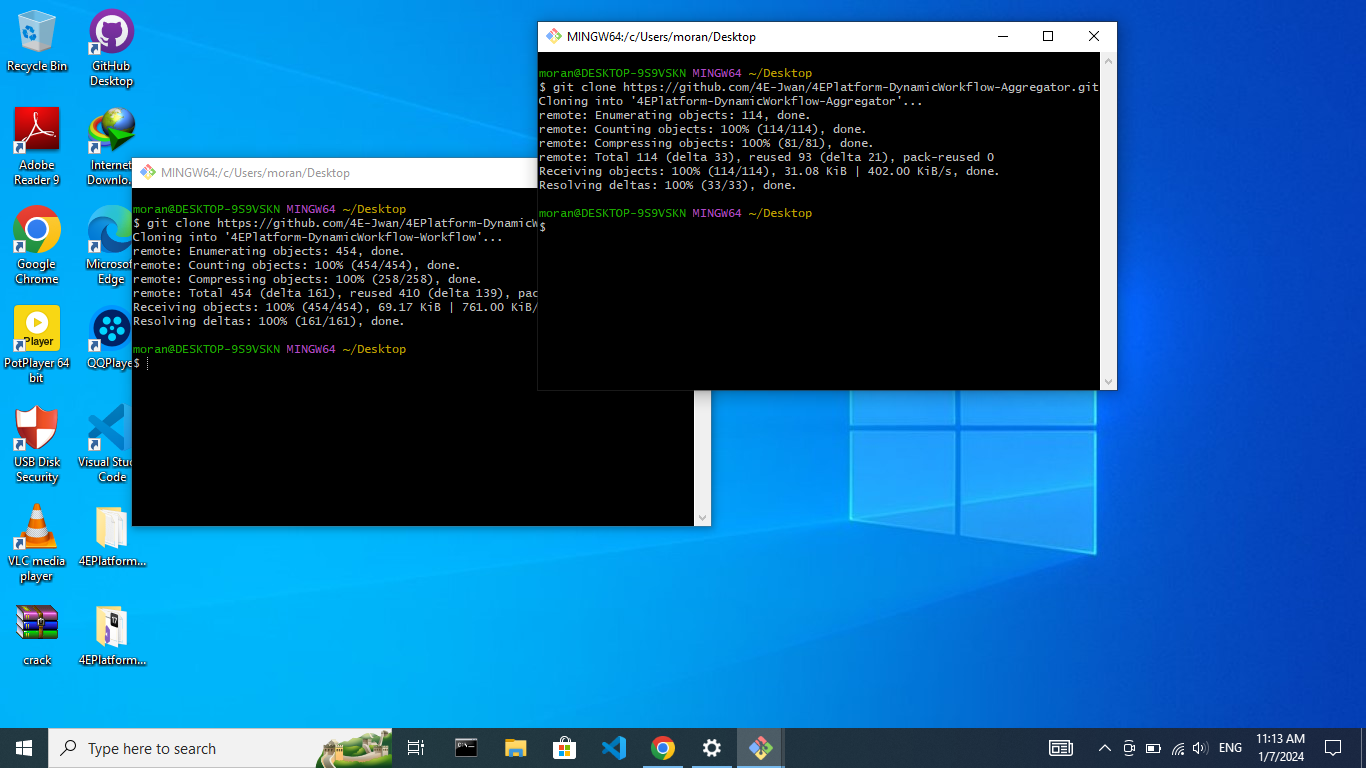 Recycle Bin
GitHub
Desktop
Adobe
Reader 9
Internet
Downlo...
Google
Chrome
Microsof
Edge
PotPlayer 64
bit
Player
QQPlaye
USB Disk
Security
Visual Stu
Code
VLC media
player
4EPlatform...
crack
4EPlatform...
MINGW64:/c/Users/moran/Desktop
moran@DESKTOP-9S9VSKN MINGW64 ~/Desktop
$ git clone https://github.com/4E-Jwan/4EPlatform-DynamicW
Cloning into '4EPlatform-DynamicWorkflow-Workflow'...
remote: Enumerating objects: 454, done.
remote: Counting objects: 100% (454/454), done.
remote: Compressing objects: 100% (258/258), done.
remote: Total 454 (delta 161), reused 410 (delta 139), pac
Receiving objects: 100% (454/454), 69.17 KiB | 761.00 KiB/
Resolving deltas: 100% (161/161), done.
moran@DESKTOP-9S9VSKN MINGW64 ~/Desktop
$
MINGW64:/c/Users/moran/Desktop
moran@DESKTOP-9S9VSKN MINGW64 ~/Desktop
$ git clone https://github.com/4E-Jwan/4EPlatform-DynamicWorkflow-Aggregator.git
Cloning into '4EPlatform-DynamicWorkflow-Aggregator'...
remote: Enumerating objects: 114, done.
remote: Counting objects: 100% (114/114), done.
remote: Compressing objects: 100% (81/81), done.
remote: Total 114 (delta 33), reused 93 (delta 21), pack-reused 0
Receiving objects: 100% (114/114), 31.08 KiB | 402.00 KiB/s, done.
Resolving deltas: 100% (33/33), done.
moran@DESKTOP-9S9VSKN MINGW64 ~/Desktop
$
Type here to search
ENG
11:13 AM
1/7/2024